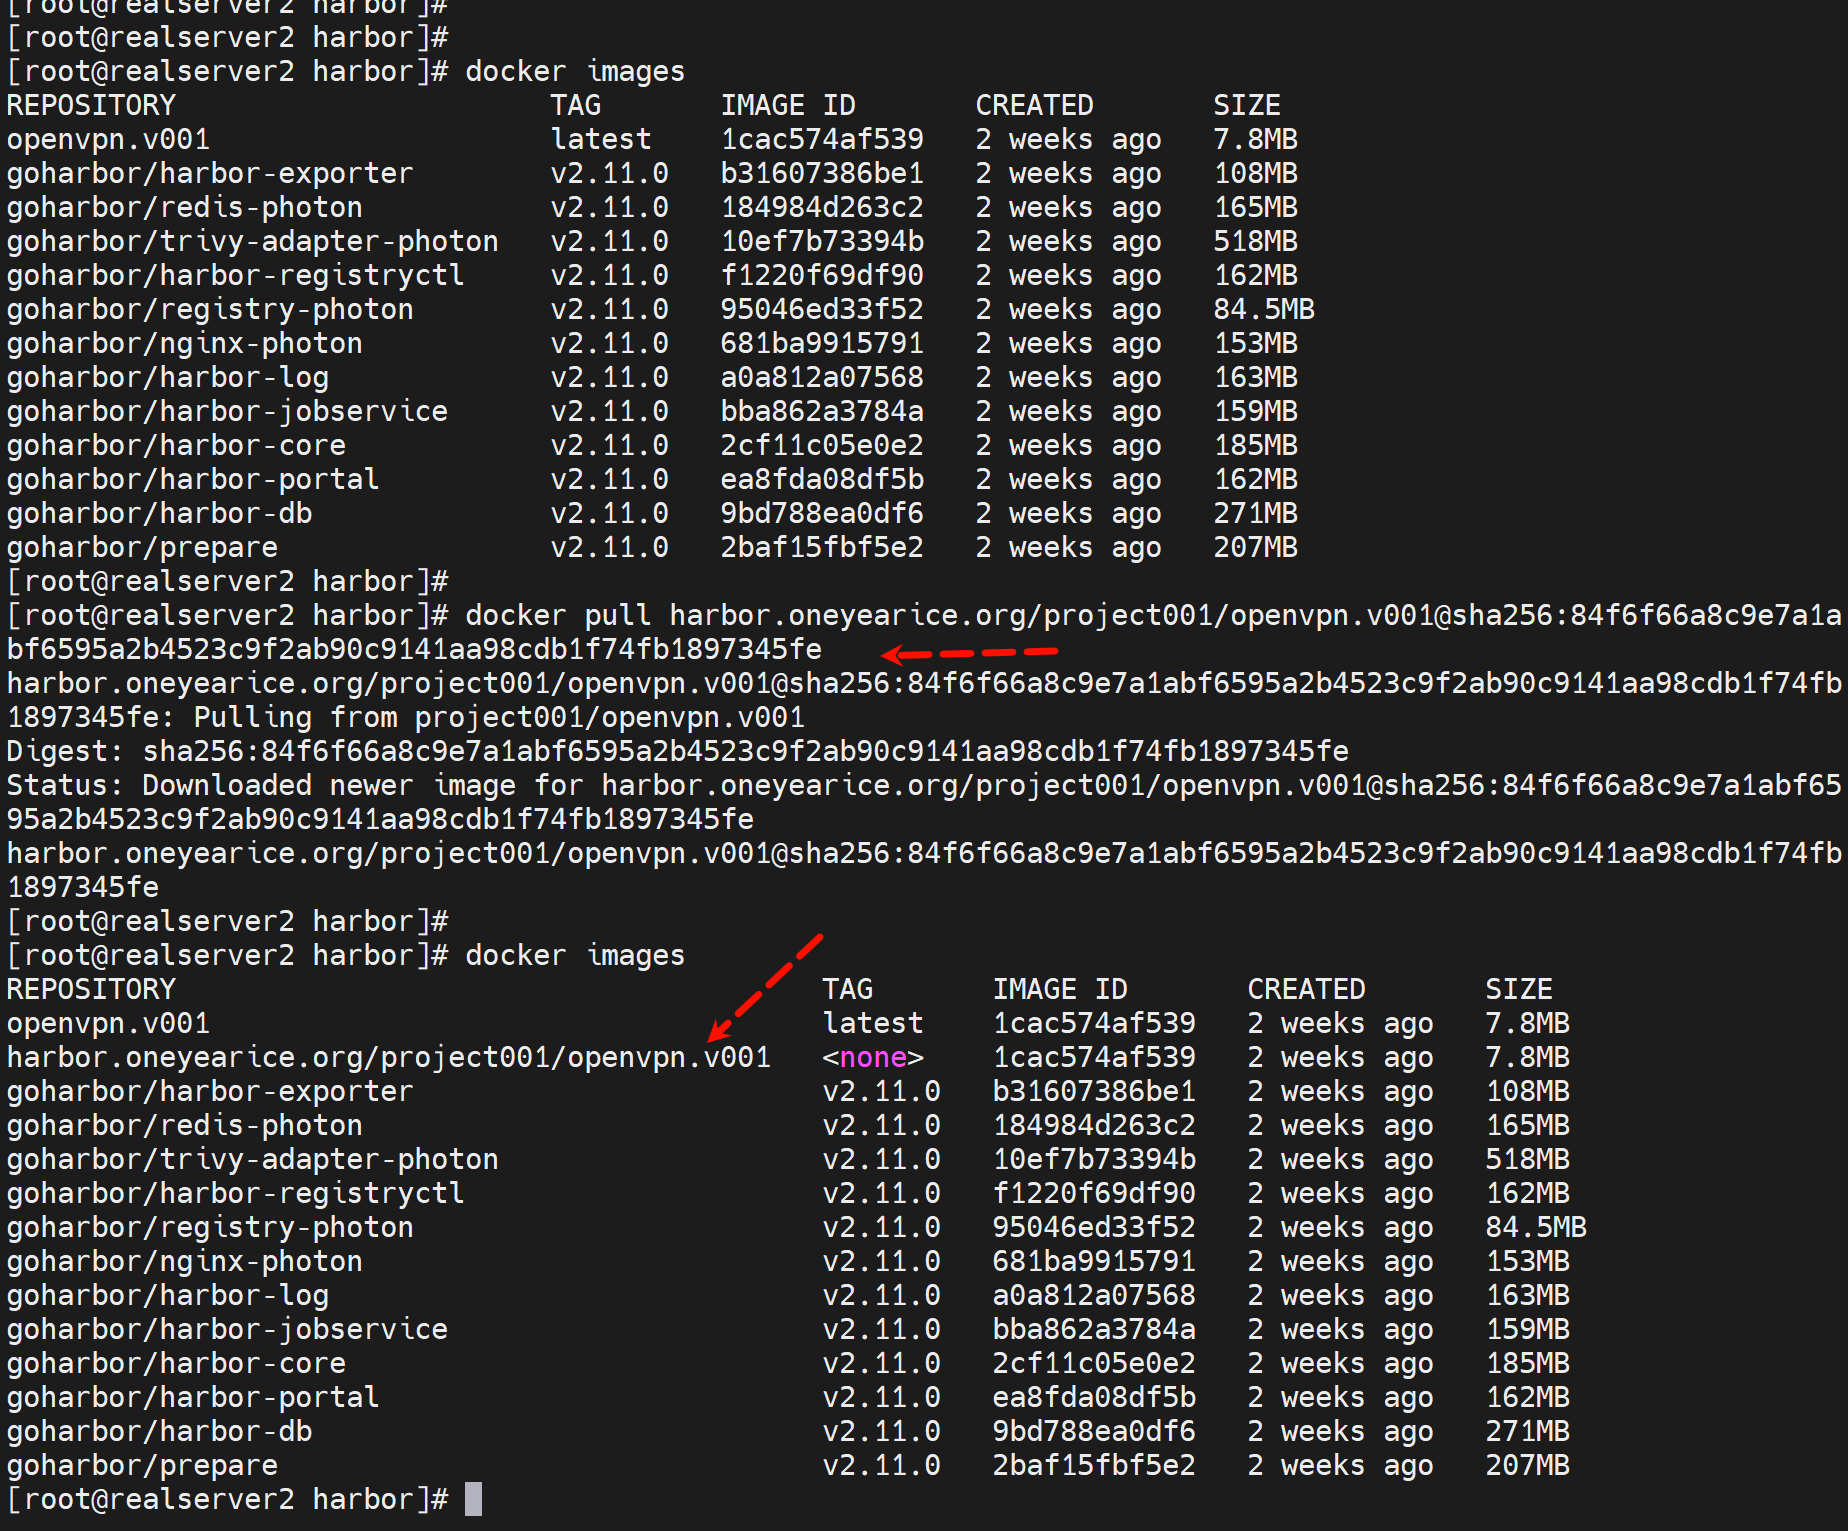 [root@realserver2 harbor]#
[root@realserver2 harbor]#
[root@realserver2 harbor]# docker images
REPOSITORY                      TAG       IMAGE ID       CREATED       SIZE
openvpn.v001                    latest    1cac574af539   2 weeks ago   7.8MB
goharbor/harbor-exporter        v2.11.0   b31607386be1   2 weeks ago   108MB
goharbor/redis-photon           v2.11.0   184984d263c2   2 weeks ago   165MB
goharbor/trivy-adapter-photon   v2.11.0   10ef7b73394b   2 weeks ago   518MB
goharbor/harbor-registryctl     v2.11.0   f1220f69df90   2 weeks ago   162MB
goharbor/registry-photon        v2.11.0   95046ed33f52   2 weeks ago   84.5MB
goharbor/nginx-photon           v2.11.0   681ba9915791   2 weeks ago   153MB
goharbor/harbor-log             v2.11.0   a0a812a07568   2 weeks ago   163MB
goharbor/harbor-jobservice      v2.11.0   bba862a3784a   2 weeks ago   159MB
goharbor/harbor-core            v2.11.0   2cf11c05e0e2   2 weeks ago   185MB
goharbor/harbor-portal          v2.11.0   ea8fda08df5b   2 weeks ago   162MB
goharbor/harbor-db              v2.11.0   9bd788ea0df6   2 weeks ago   271MB
goharbor/prepare                v2.11.0   2baf15fbf5e2   2 weeks ago   207MB
[root@realserver2 harbor]#
[root@realserver2 harbor]# docker pull harbor.oneyearice.org/project001/openvpn.v001@sha256:84f6f66a8c9e7a1a
bf6595a2b4523c9f2ab90c9141aa98cdb1f74fb1897345fe
harbor.oneyearice.org/project001/openvpn.v001@sha256:84f6f66a8c9e7a1abf6595a2b4523c9f2ab90c9141aa98cdb1f74fb
1897345fe: Pulling from project001/openvpn.v001
Digest: sha256:84f6f66a8c9e7a1abf6595a2b4523c9f2ab90c9141aa98cdb1f74fb1897345fe
Status: Downloaded newer image for harbor.oneyearice.org/project001/openvpn.v001@sha256:84f6f66a8c9e7a1abf65
95a2b4523c9f2ab90c9141aa98cdb1f74fb1897345fe
harbor.oneyearice.org/project001/openvpn.v001@sha256:84f6f66a8c9e7a1abf6595a2b4523c9f2ab90c9141aa98cdb1f74fb
1897345fe
[root@realserver2 harbor]#
[root@realserver2 harbor]# docker images
REPOSITORY                                      TAG       IMAGE ID       CREATED       SIZE
openvpn.v001                                    latest    1cac574af539   2 weeks ago   7.8MB
harbor.oneyearice.org/project001/openvpn.v001   <none>    1cac574af539   2 weeks ago   7.8MB
goharbor/harbor-exporter                        v2.11.0   b31607386be1   2 weeks ago   108MB
goharbor/redis-photon                           v2.11.0   184984d263c2   2 weeks ago   165MB
goharbor/trivy-adapter-photon                   v2.11.0   10ef7b73394b   2 weeks ago   518MB
goharbor/harbor-registryctl                     v2.11.0   f1220f69df90   2 weeks ago   162MB
goharbor/registry-photon                        v2.11.0   95046ed33f52   2 weeks ago   84.5MB
goharbor/nginx-photon                           v2.11.0   681ba9915791   2 weeks ago   153MB
goharbor/harbor-log                             v2.11.0   a0a812a07568   2 weeks ago   163MB
goharbor/harbor-jobservice                      v2.11.0   bba862a3784a   2 weeks ago   159MB
goharbor/harbor-core                            v2.11.0   2cf11c05e0e2   2 weeks ago   185MB
goharbor/harbor-portal                          v2.11.0   ea8fda08df5b   2 weeks ago   162MB
goharbor/harbor-db                              v2.11.0   9bd788ea0df6   2 weeks ago   271MB
goharbor/prepare                                v2.11.0   2baf15fbf5e2   2 weeks ago   207MB
[root@realserver2 harbor]#